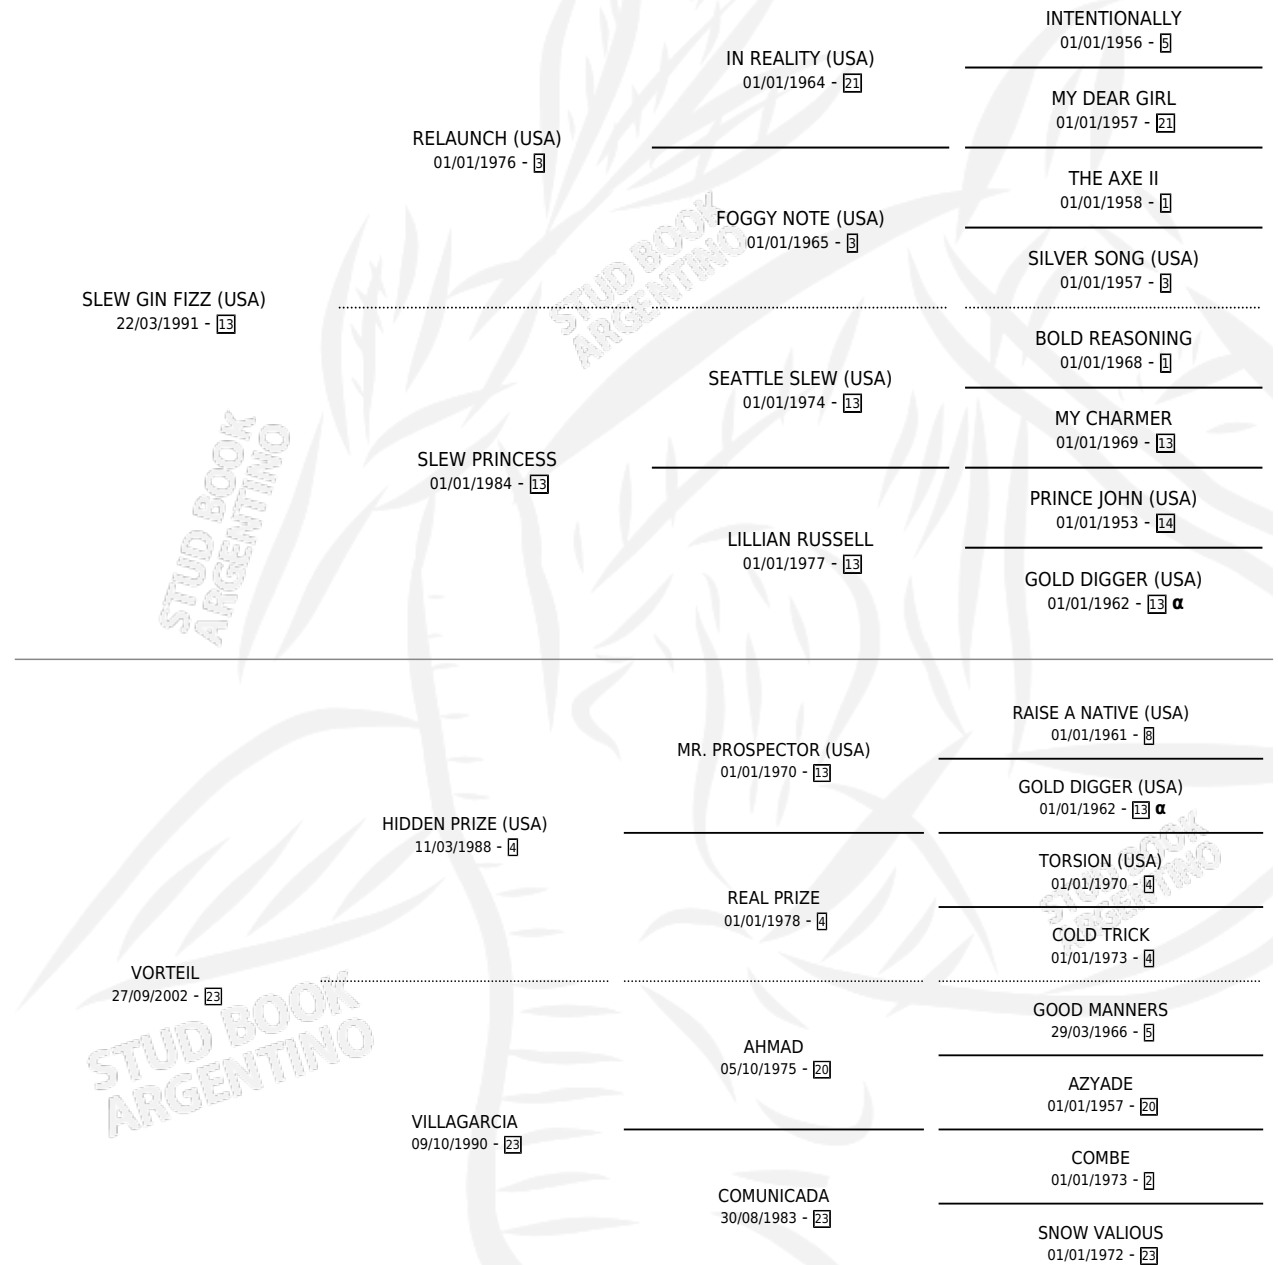 INTENTIONALLY
01/01/1956 - 5
IN REALITY (USA)
01/01/1964 - 21
MY DEAR GIRL
01/01/1957 - 21
RELAUNCH (USA)
01/01/1976 - 3
THE AXE II
01/01/1958 - 1
FOGGY NOTE (USA)
01/01/1965 - 3
SILVER SONG (USA)
01/01/1957 - 3
SLEW GIN FIZZ (USA)
22/03/1991 - 13
BOLD REASONING
01/01/1968 - 1
SEATTLE SLEW (USA)
01/01/1974 - 13
MY CHARMER
01/01/1969 - 13
SLEW PRINCESS
01/01/1984 - 13
PRINCE JOHN (USA)
01/01/1953 - 14
LILLIAN RUSSELL
01/01/1977 - 13
GOLD DIGGER (USA)
01/01/1962 - 13 α
RAISE A NATIVE (USA)
01/01/1961 - 8
MR. PROSPECTOR (USA)
01/01/1970 - 13
GOLD DIGGER (USA)
01/01/1962 - 13 α
HIDDEN PRIZE (USA)
11/03/1988 - 4
TORSION (USA)
01/01/1970 - 4
REAL PRIZE
01/01/1978 - 4
COLD TRICK
01/01/1973 - 4
VORTEIL
27/09/2002 - 23
GOOD MANNERS
29/03/1966 - 5
AHMAD
05/10/1975 - 20
AZYADE
01/01/1957 - 20
VILLAGARCIA
09/10/1990 - 23
COMBE
01/01/1973 - 2
COMUNICADA
30/08/1983 - 23
SNOW VALIOUS
01/01/1972 - 23
STUD BOOK
ARGENTINO
STUD BOOK
ARGENTINO
STUD BOOK
ARGENTINO
STUD BOOK
ARGENTINO